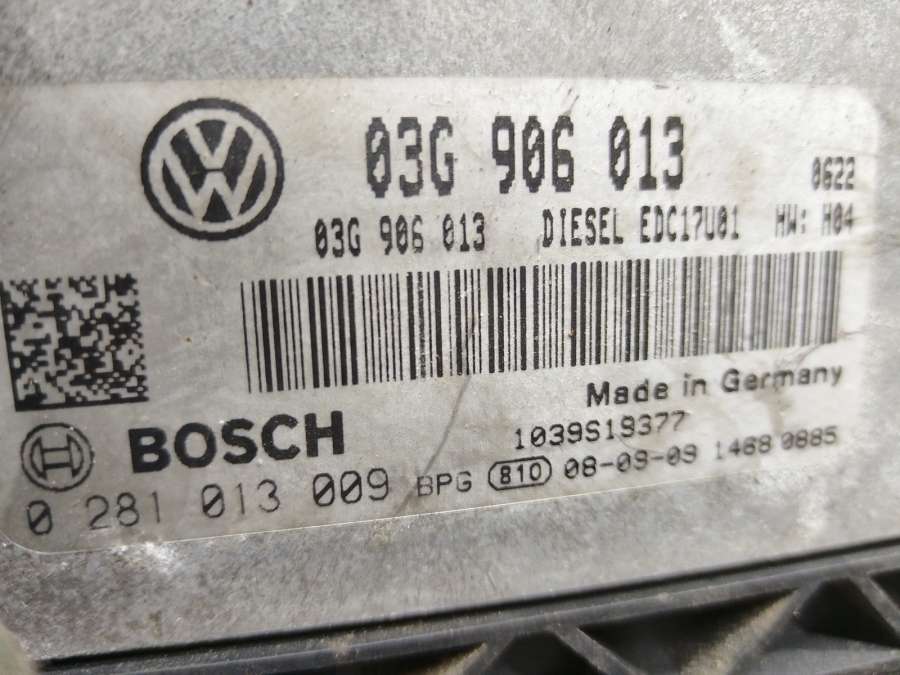 03G 906 013
0622
03G 906 013 DIESEL EDC17U01 HW: H04
Made in Germany
BOSCH
1039S19377
0 281 013 009 BPG 810 08-09-09 1468 0885